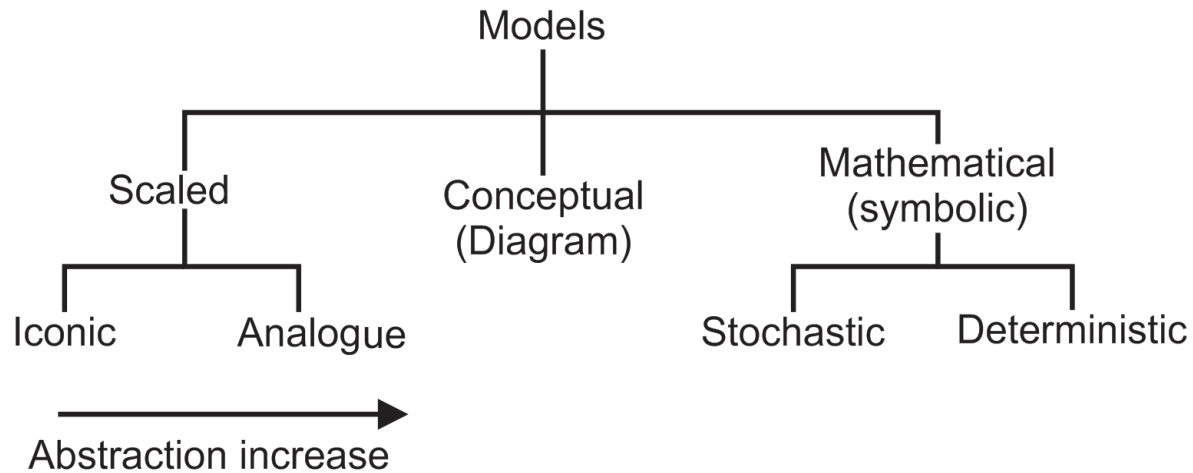 Models
Scaled
Conceptual
(Diagram)
Mathematical
(symbolic)
Iconic
Analogue
Stochastic
Deterministic
Abstraction increase